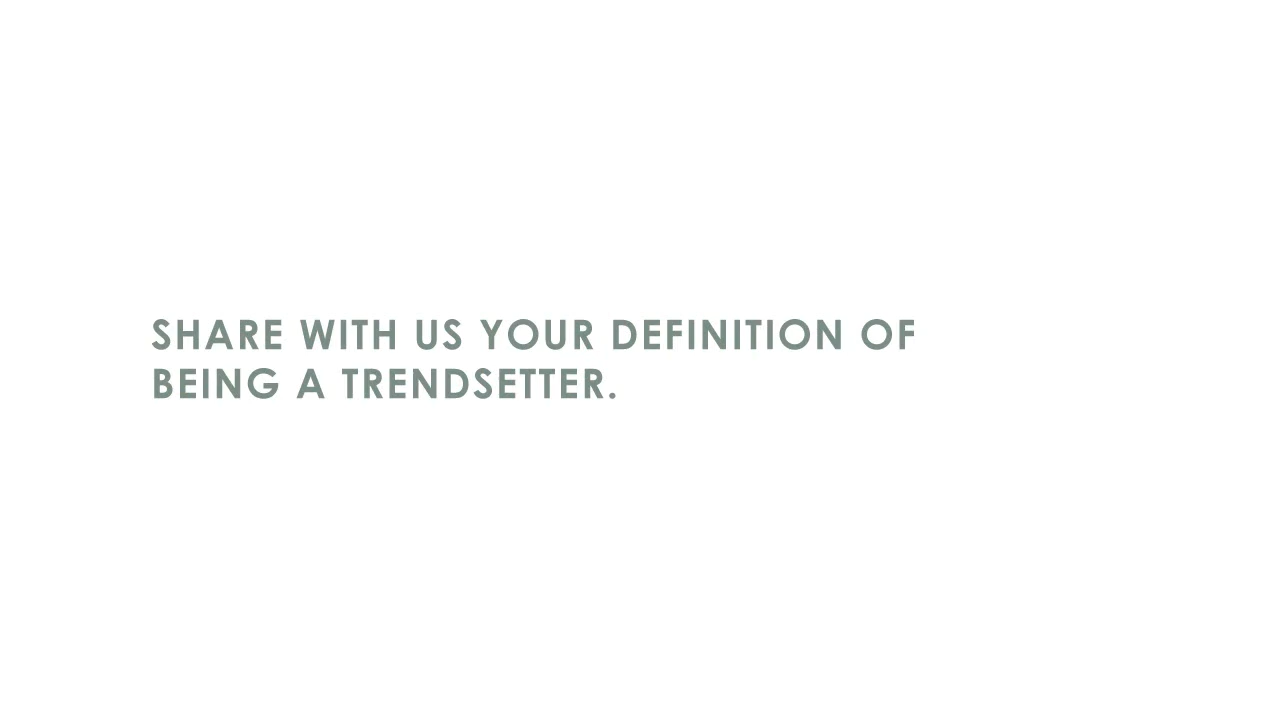 SHARE WITH US YOUR DEFINITION OF
BEING A TRENDSETTER.